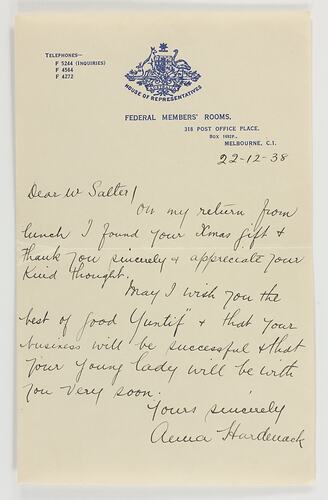 TELEPHONES—
F 5244 (INQUIRIES)
F 4564
F 4272
HOUSE OF REPRESENTATIVES
FEDERAL MEMBERS' ROOMS,
318 POST OFFICE PLACE.
MELBOURNE, C.1.
22-12-38
Dear W Salter/
On my return from
lunch I found your Xmas gift &
thank you sincerely & appreciate your
kind thought.
May I wish you the
best of good Yuntif & that your
business will be successful & that
your young lady will be with
you very soon.
Yours sincerely
Anna Hardenack